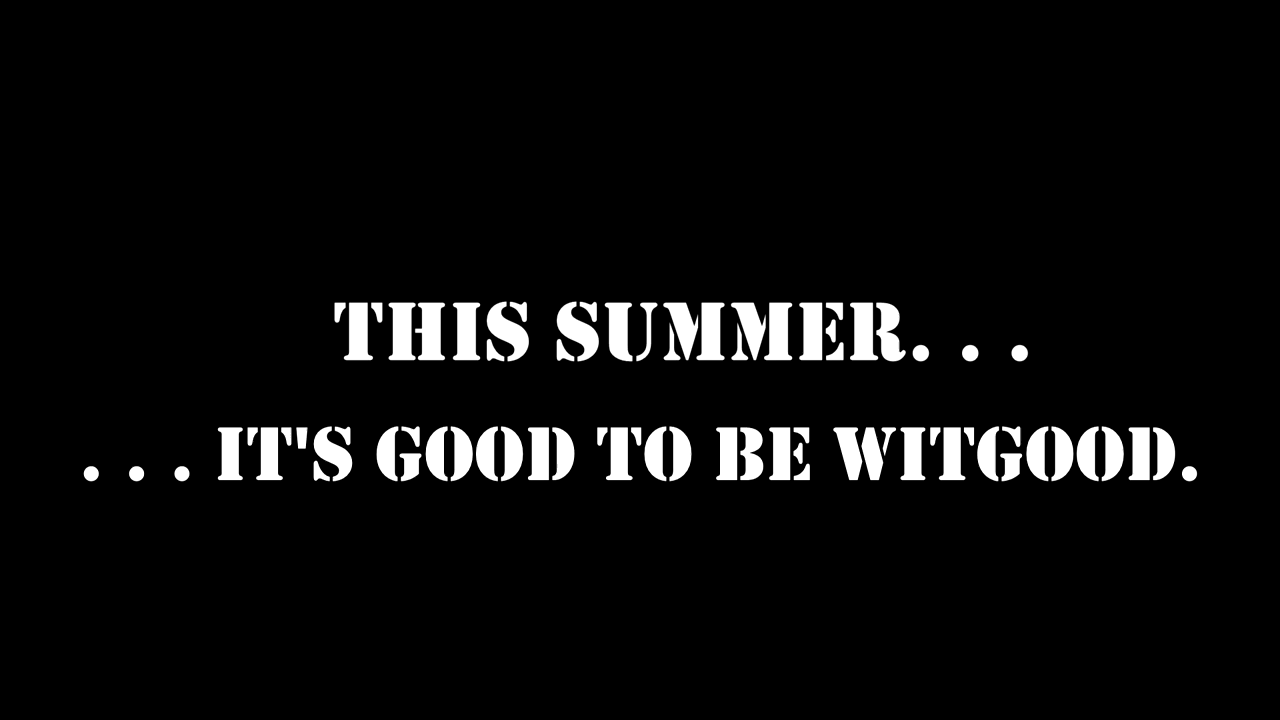 THIS SUMMER. . .
. . . IT'S GOOD TO BE WITGOOD.